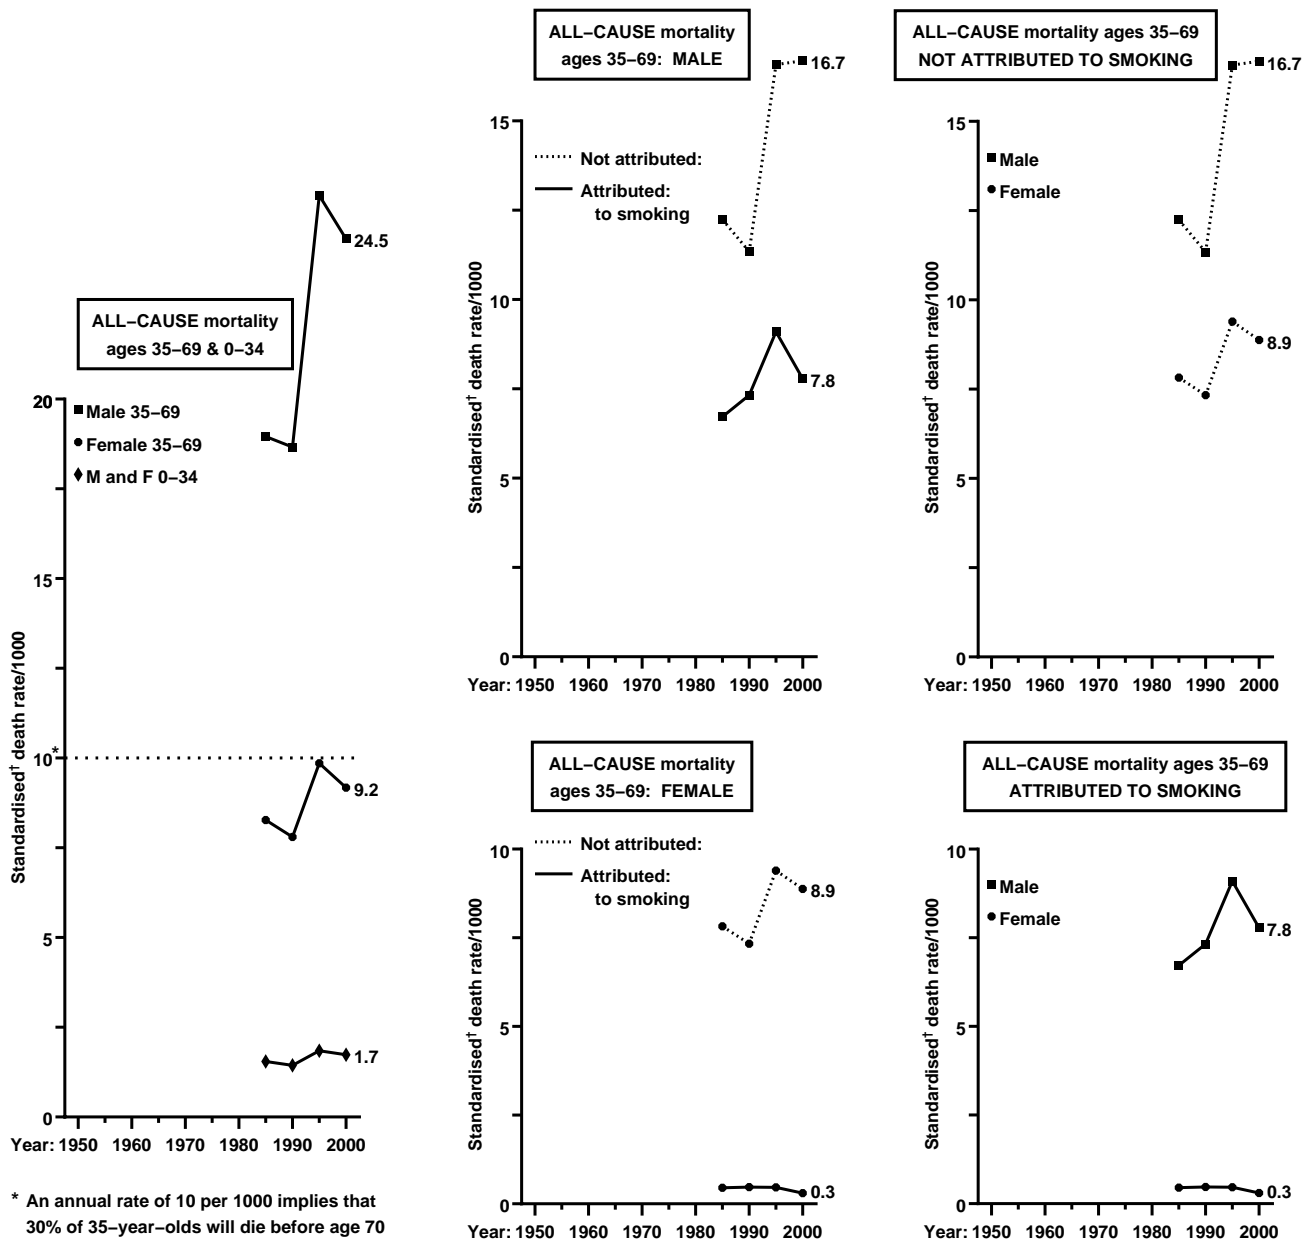 ALL–CAUSE mortality
ages 35–69 & 0–34
Male 35–69
Female 35–69
M and F 0–34
Standardised† death rate/1000
20
15
10*
5
0
24.5
9.2
1.7
Year: 1950 1960 1970 1980 1990 2000
* An annual rate of 10 per 1000 implies that
30% of 35–year–olds will die before age 70
ALL–CAUSE mortality
ages 35–69: MALE
Not attributed:
Attributed:
to smoking
Standardised† death rate/1000
15
10
5
0
16.7
7.8
Year: 1950 1960 1970 1980 1990 2000
ALL–CAUSE mortality ages 35–69
NOT ATTRIBUTED TO SMOKING
Male
Female
Standardised† death rate/1000
15
10
5
0
16.7
8.9
Year: 1950 1960 1970 1980 1990 2000
ALL–CAUSE mortality
ages 35–69: FEMALE
Not attributed:
Attributed:
to smoking
Standardised† death rate/1000
10
5
0
8.9
0.3
Year: 1950 1960 1970 1980 1990 2000
ALL–CAUSE mortality ages 35–69
ATTRIBUTED TO SMOKING
Male
Female
Standardised† death rate/1000
10
5
0
7.8
0.3
Year: 1950 1960 1970 1980 1990 2000